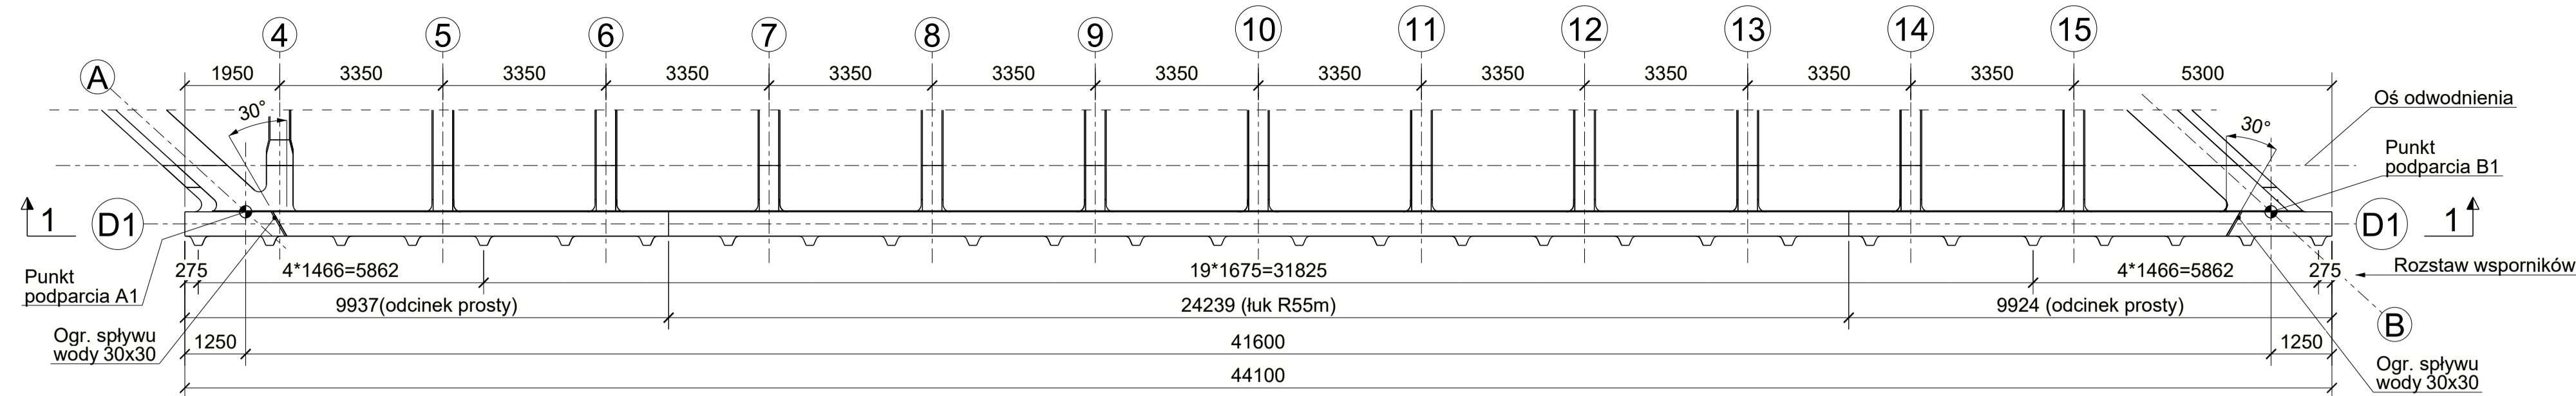 4 5 6 7 8 9 10 11 12 13 14 15
A
1950 3350 3350 3350 3350 3350 3350 3350 3350 3350 3350 3350 5300
30°
30°
Oś odwodnienia
Punkt
podparcia B1
1 D1
D1 1
275 4*1466=5862 19*1675=31825 4*1466=5862 275
Rozstaw wsporników
Punkt
podparcia A1
9937(odcinek prosty) 24239 (łuk R55m) 9924 (odcinek prosty)
B
Ogr. spływu
wody 30x30
1250 41600 1250
Ogr. spływu
wody 30x30
44100